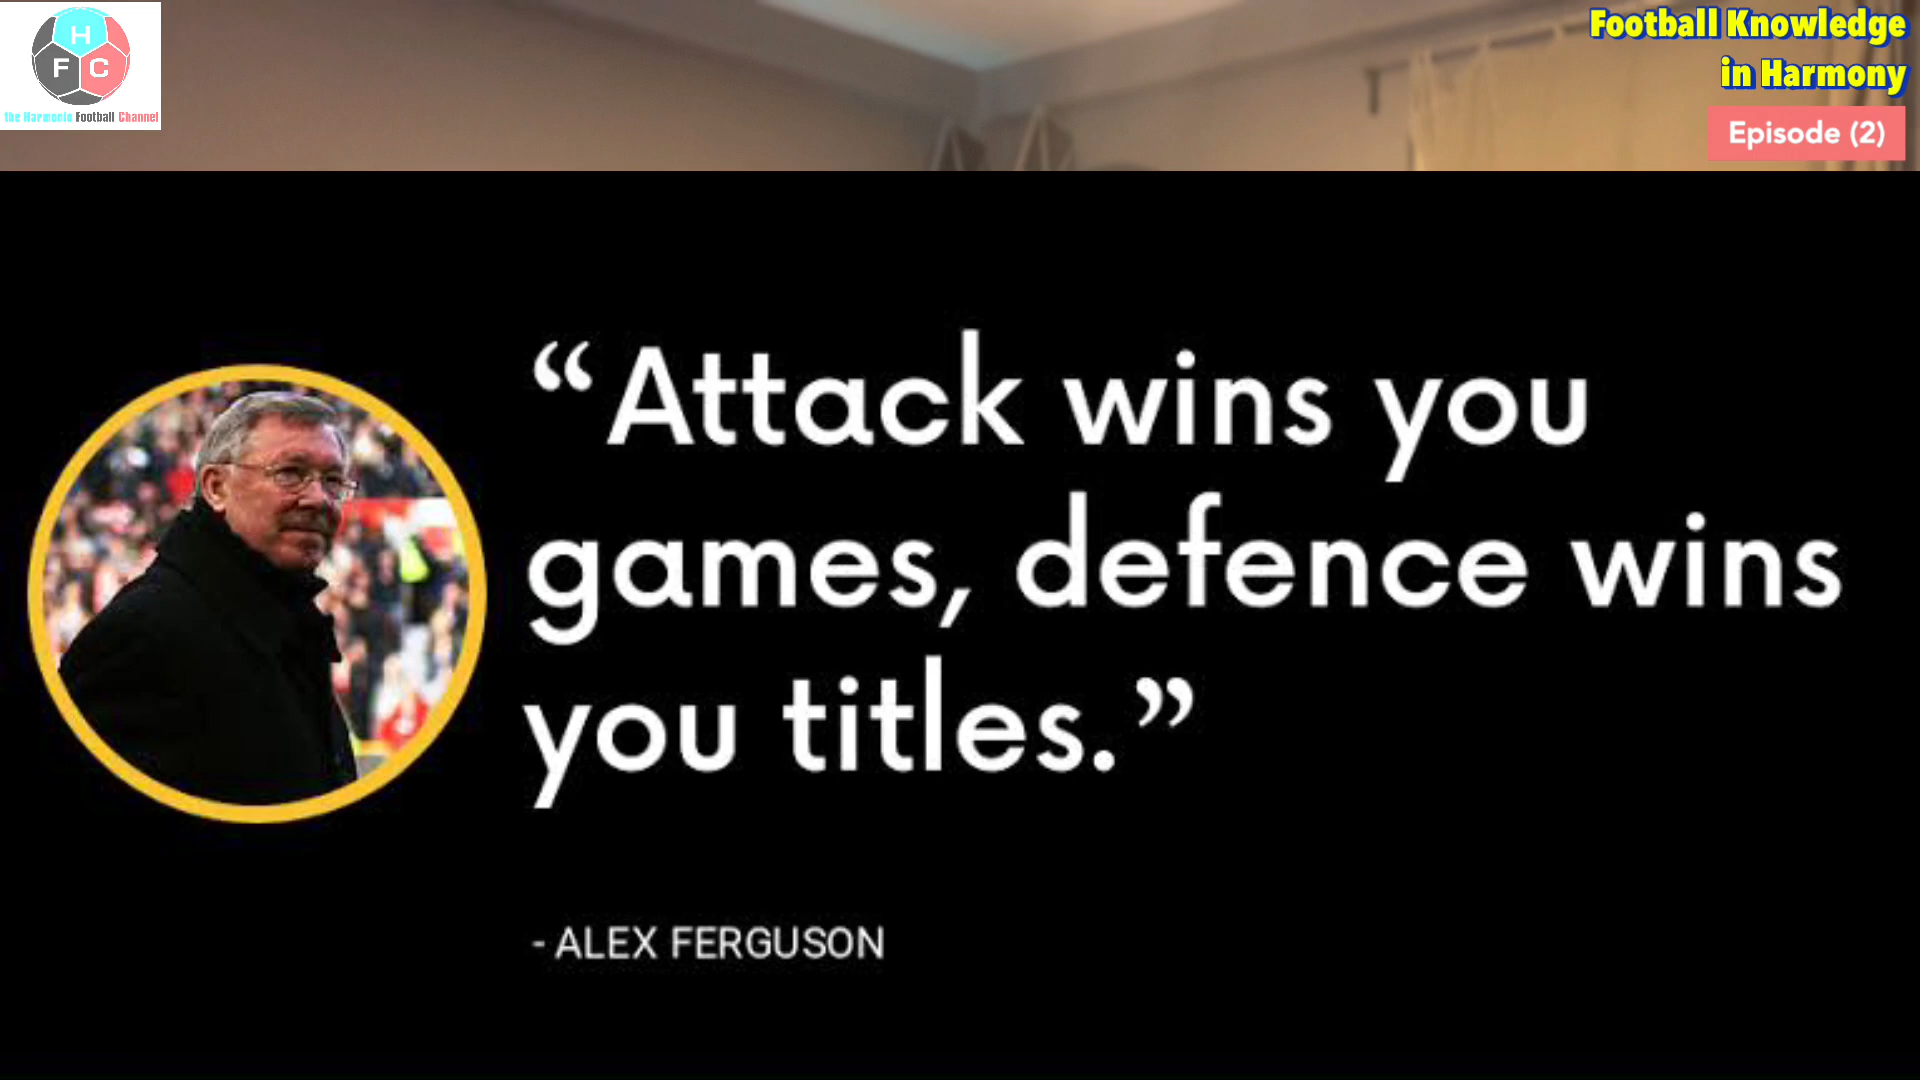 H
F C
the Harmonic Football Channel
Football Knowledge
in Harmony
Episode (2)
“Attack wins you
games, defence wins
you titles.”
- ALEX FERGUSON